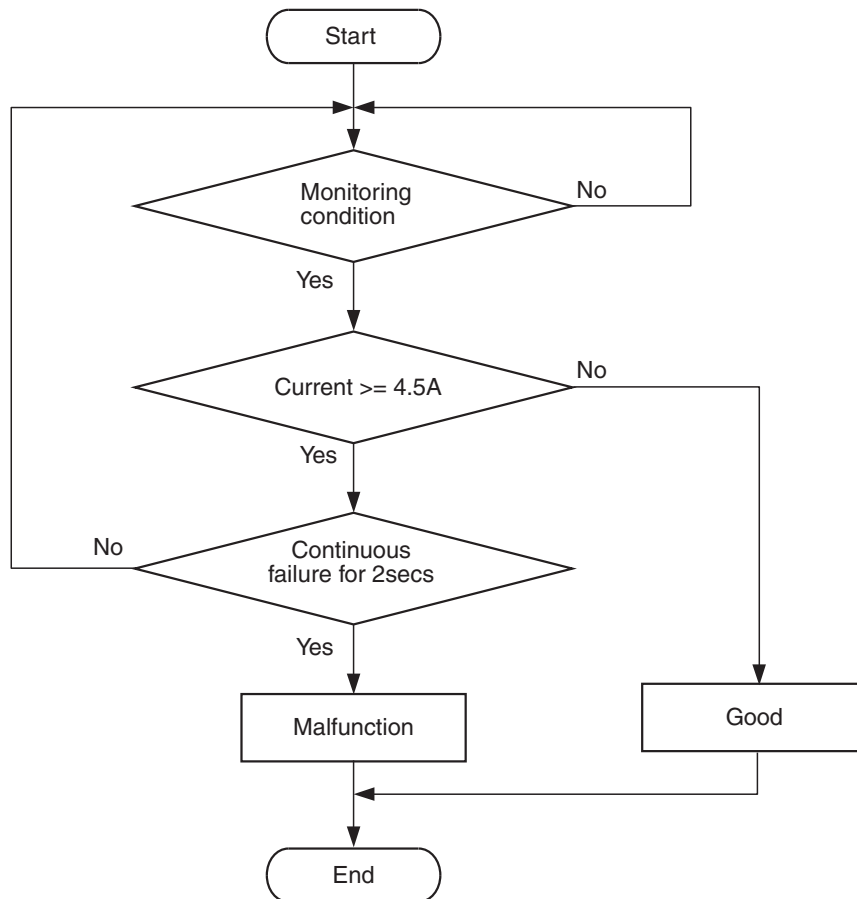 Start
Monitoring
condition
No
Yes
Current >= 4.5A
No
Yes
Continuous
failure for 2secs
No
Yes
Malfunction
Good
End